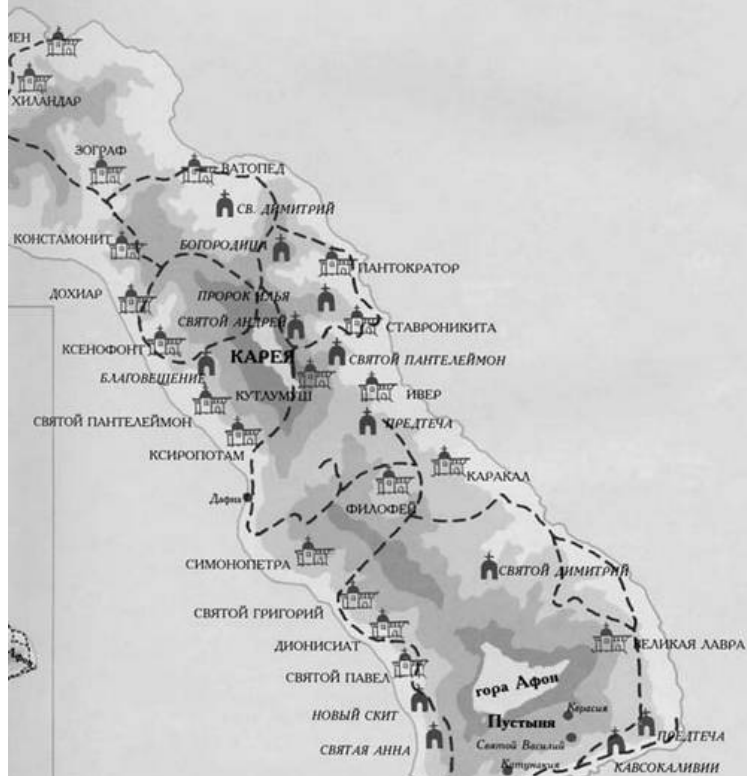 МЕН
ХИЛАНДАР
ЗОГРАФ
ВАТОПЕД
СВ. ДИМИТРИЙ
КОНСТАМОНИТ
БОГОРОДИЦА
ПАНТОКРАТОР
ДОХИАР
ПРОРОК ИЛЬЯ
СВЯТОЙ АНДРЕЙ
СТАВРОНИКИТА
КСЕНОФОНТ
КАРЕЯ
СВЯТОЙ ПАНТЕЛЕЙМОН
БЛАГОВЕЩЕНИЕ
КУТЛУМУШ
ИВЕР
СВЯТОЙ ПАНТЕЛЕЙМОН
ПРЕДТЕЧА
КСИРОПОТАМ
КАРАКАЛ
Дафни
ФИЛОФЕЙ
СИМОНОПЕТРА
СВЯТОЙ ДИМИТРИЙ
СВЯТОЙ ГРИГОРИЙ
ДИОНИСИАТ
ВЕЛИКАЯ ЛАВРА
СВЯТОЙ ПАВЕЛ
гора Афон
НОВЫЙ СКИТ
Керасия
Пустыня
ПРЕДТЕЧА
СВЯТАЯ АННА
Святой Василий
Катунакия
КАВСОКАЛИВИИ